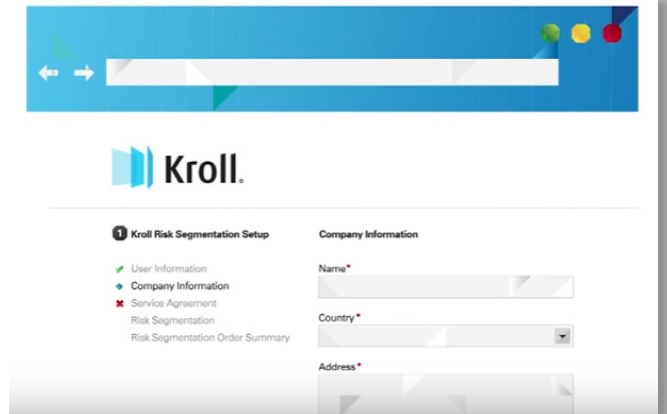 Kroll.
1 Kroll Risk Segmentation Setup
User Information
Company Information
Service Agreement
Risk Segmentation
Risk Segmentation Order Summary
Company Information
Name*
Country *
Address *